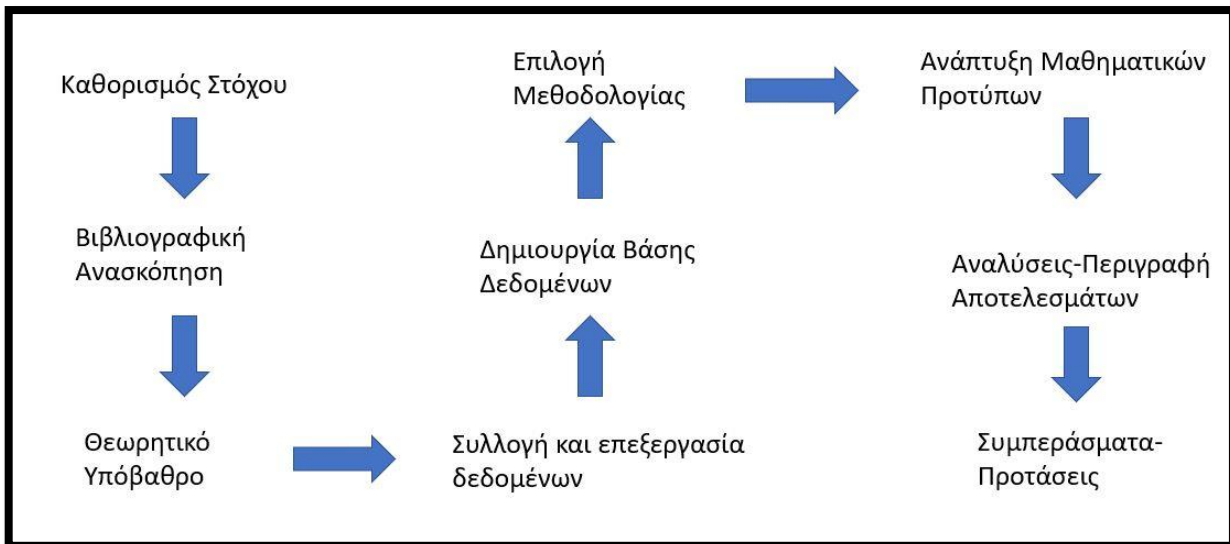 Καθορισμός Στόχου
Βιβλιογραφική
Ανασκόπηση
Θεωρητικό
Υπόβαθρο
Συλλογή και επεξεργασία
δεδομένων
Δημιουργία Βάσης
Δεδομένων
Επιλογή
Μεθοδολογίας
Ανάπτυξη Μαθηματικών
Προτύπων
Αναλύσεις-Περιγραφή
Αποτελεσμάτων
Συμπεράσματα-
Προτάσεις